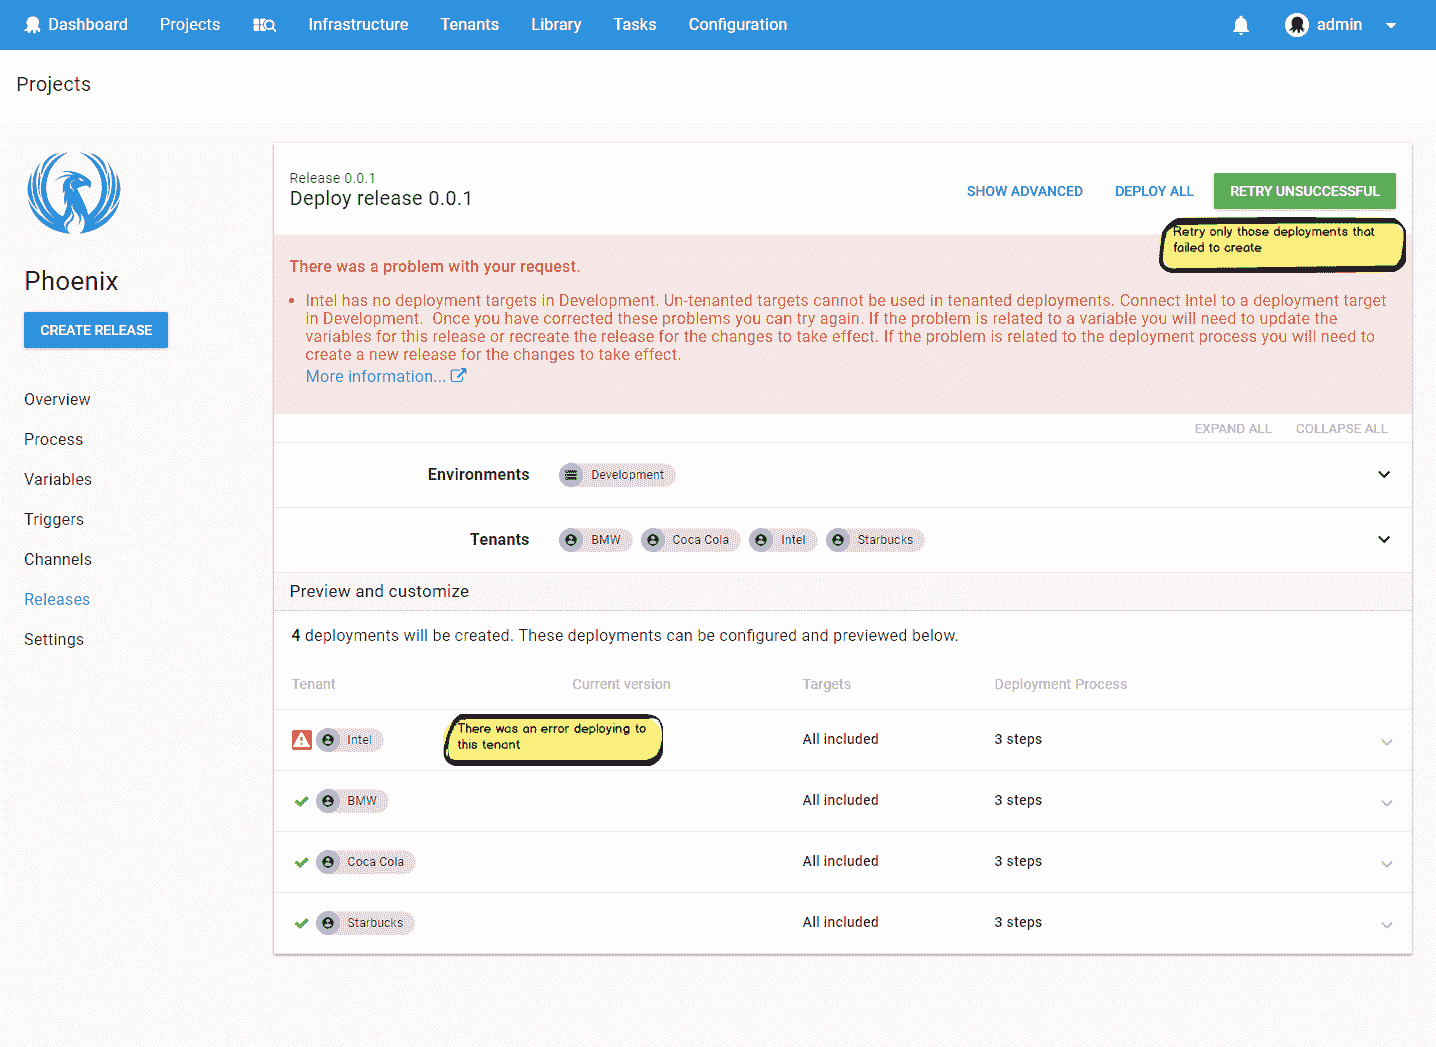 Dashboard Projects Infrastructure Tenants Library Tasks Configuration admin
Projects
Phoenix
CREATE RELEASE
Overview
Process
Variables
Triggers
Channels
Releases
Settings
Release 0.0.1
Deploy release 0.0.1
SHOW ADVANCED DEPLOY ALL RETRY UNSUCCESSFUL
Retry only those deployments that
failed to create
There was a problem with your request.
• Intel has no deployment targets in Development. Un-tenanted targets cannot be used in tenanted deployments. Connect Intel to a deployment target
in Development. Once you have corrected these problems you can try again. If the problem is related to a variable you will need to update the
variables for this release or recreate the release for the changes to take effect. If the problem is related to the deployment process you will need to
create a new release for the changes to take effect.
More information...
EXPAND ALL COLLAPSE ALL
Environments Development
Tenants BMW Coca Cola Intel Starbucks
Preview and customize
4 deployments will be created. These deployments can be configured and previewed below.
Tenant Current version Targets Deployment Process
Intel All included 3 steps
There was an error deploying to
this tenant
BMW All included 3 steps
Coca Cola All included 3 steps
Starbucks All included 3 steps